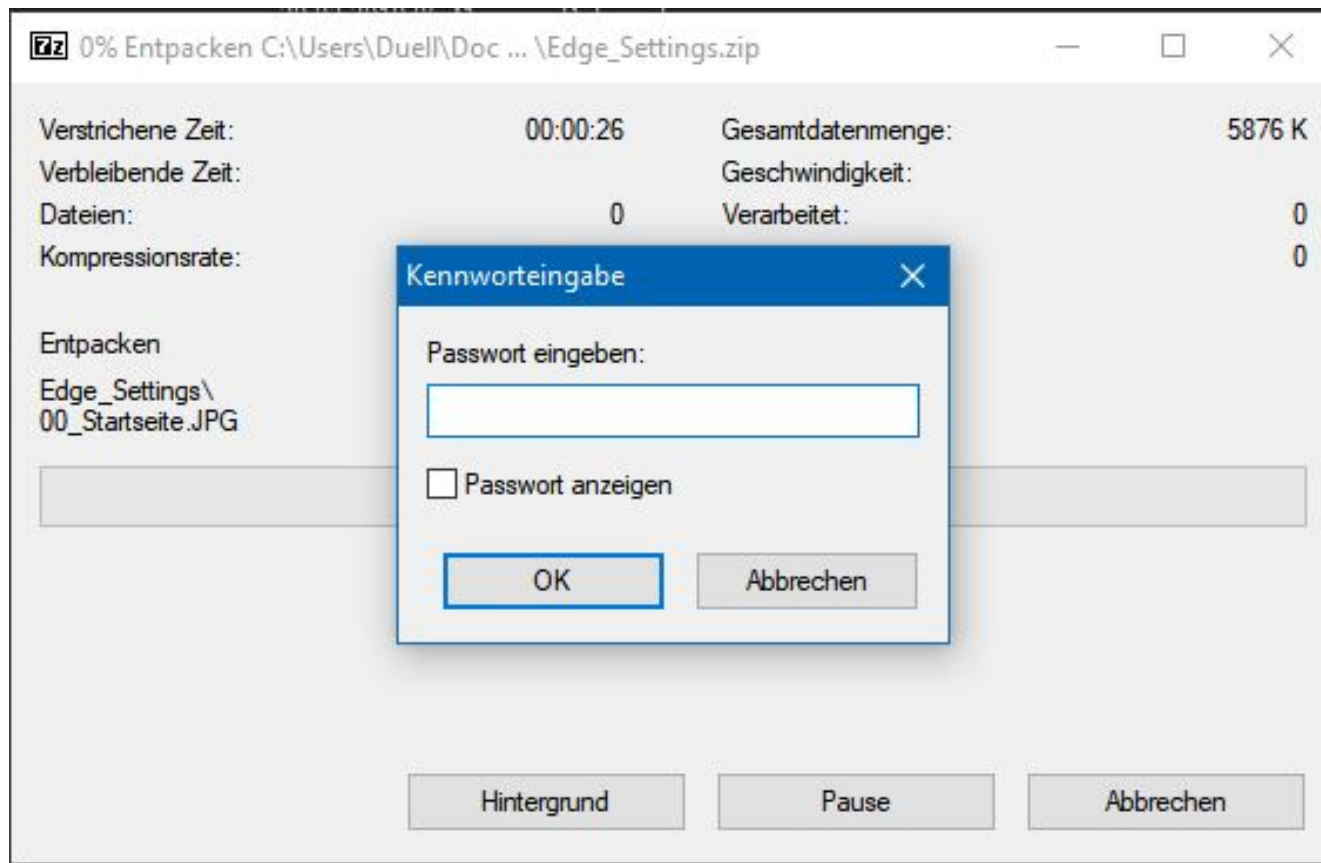 7z 0% Entpacken C:\Users\Duell\Doc ... \Edge_Settings.zip
Verstrichene Zeit: 00:00:26 Gesamtdatenmenge: 5876 K
Verbleibende Zeit: Geschwindigkeit:
Dateien: 0 Verarbeitet: 0
Kompressionsrate: 0
Kennworteingabe
Entpacken
Edge_Settings\
00_Startseite.JPG
Passwort eingeben:
Passwort anzeigen
OK Abbrechen
Hintergrund Pause Abbrechen